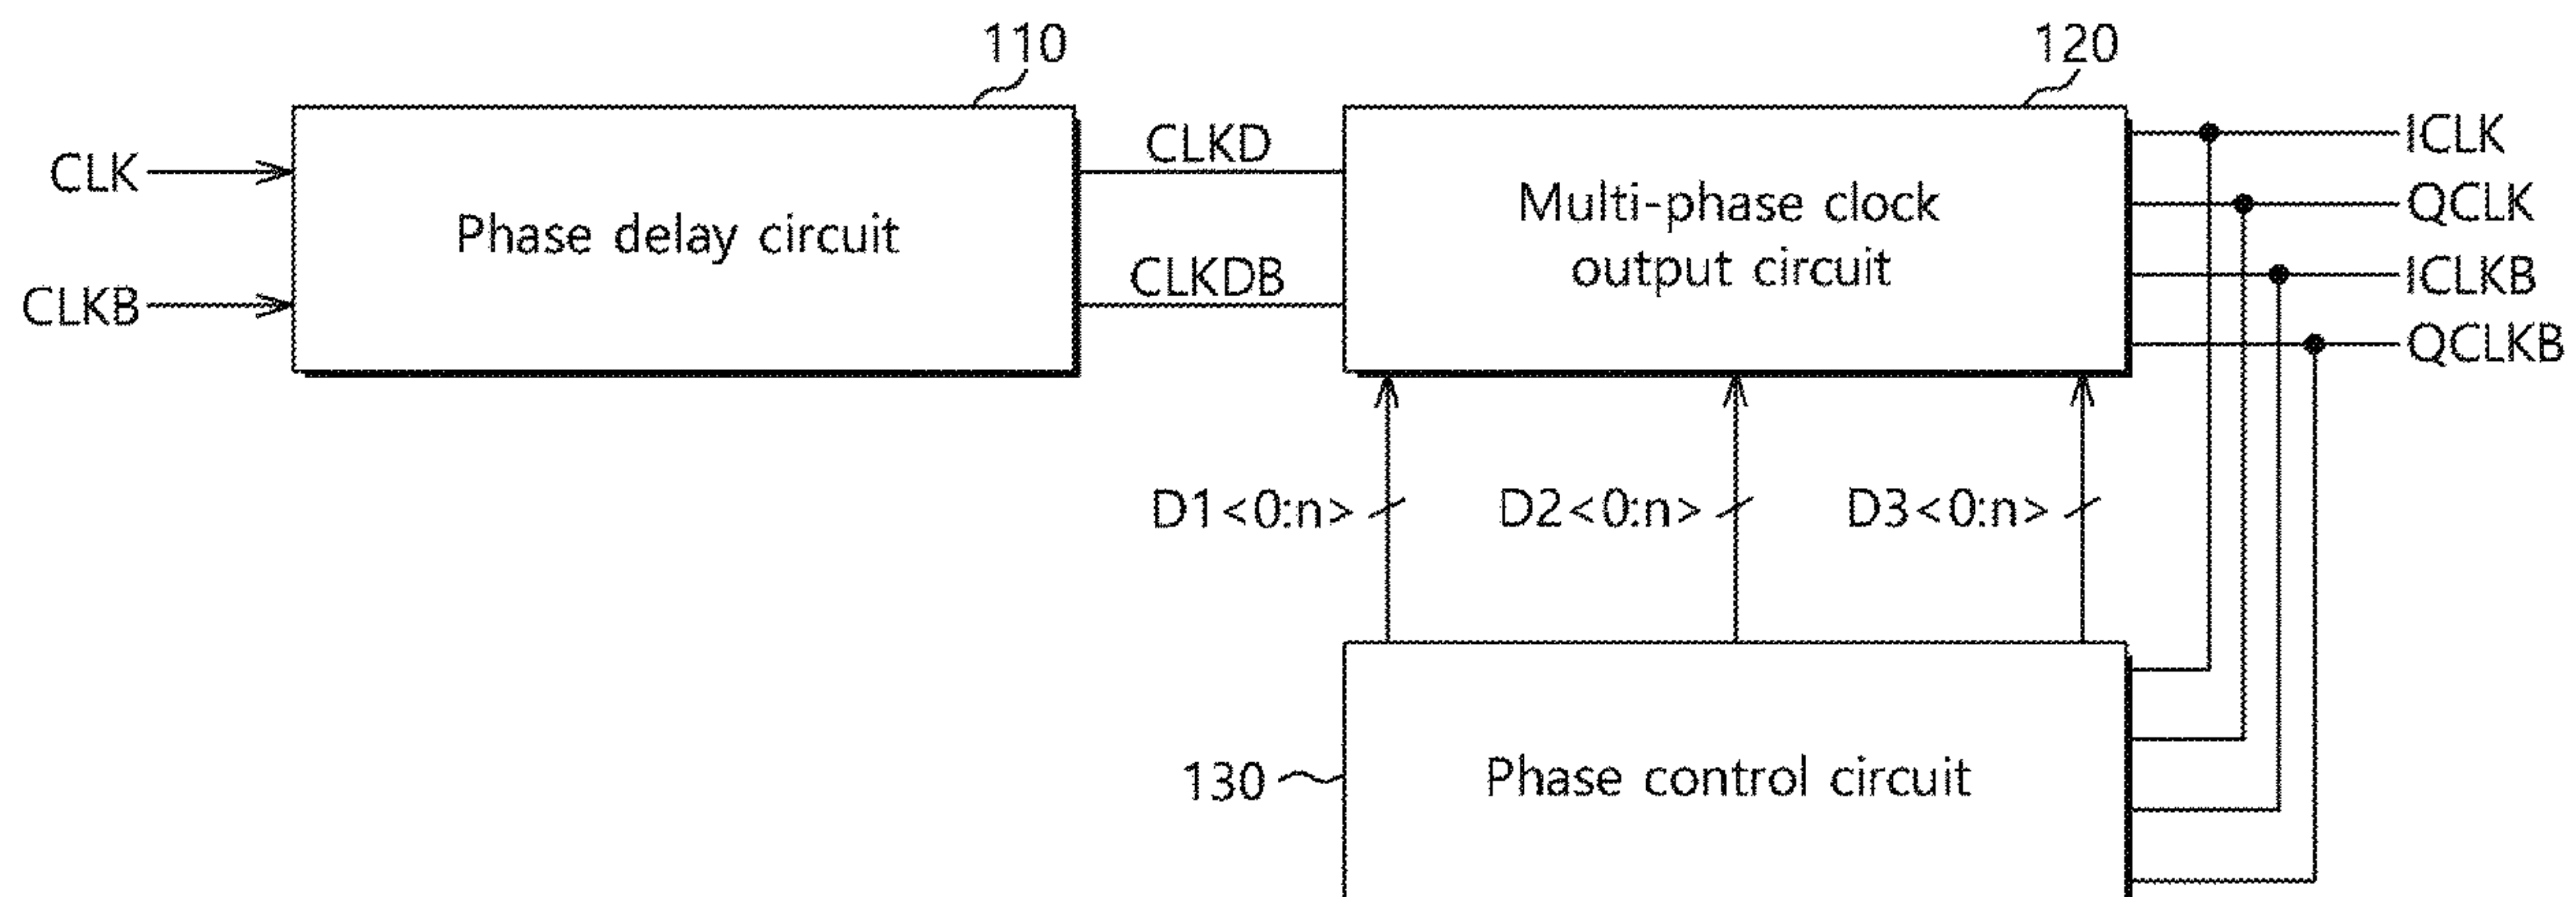 110
120
CLK
CLKB
Phase delay circuit
CLKD
CLKDB
Multi-phase clock
output circuit
ICLK
QCLK
ICLKB
QCLKB
D1<0:n>
D2<0:n>
D3<0:n>
130
Phase control circuit